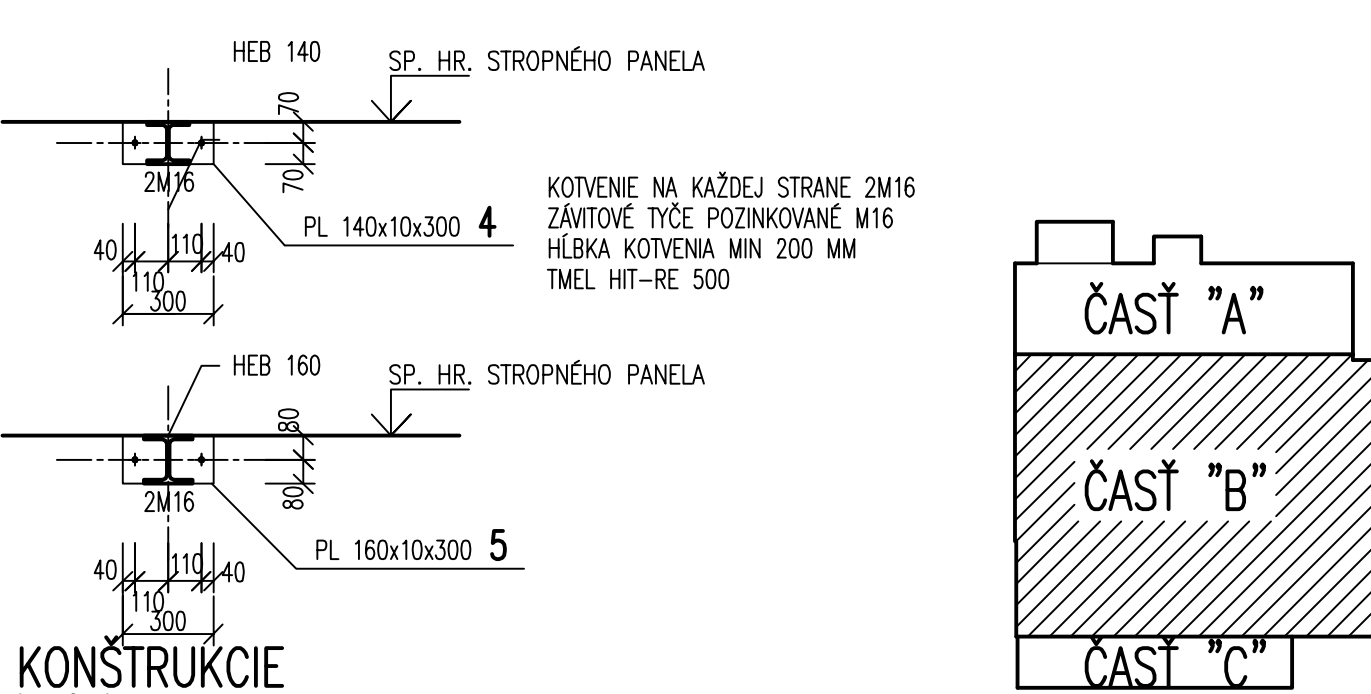 HEB 140
SP. HR. STROPNÉHO PANELA
70
70
2M16
PL 140x10x300 4
40 110 40
110
300
KOTVENIE NA KAŽDEJ STRANE 2M16
ZÁVITOVÉ TYČE POZINKOVANÉ M16
HĹBKA KOTVENIA MIN 200 MM
TMEL HIT-RE 500
HEB 160
SP. HR. STROPNÉHO PANELA
80
80
2M16
PL 160x10x300 5
40 110 40
110
300
KONŠTRUKCIE
ČASŤ "A"
ČASŤ "B"
ČASŤ "C"